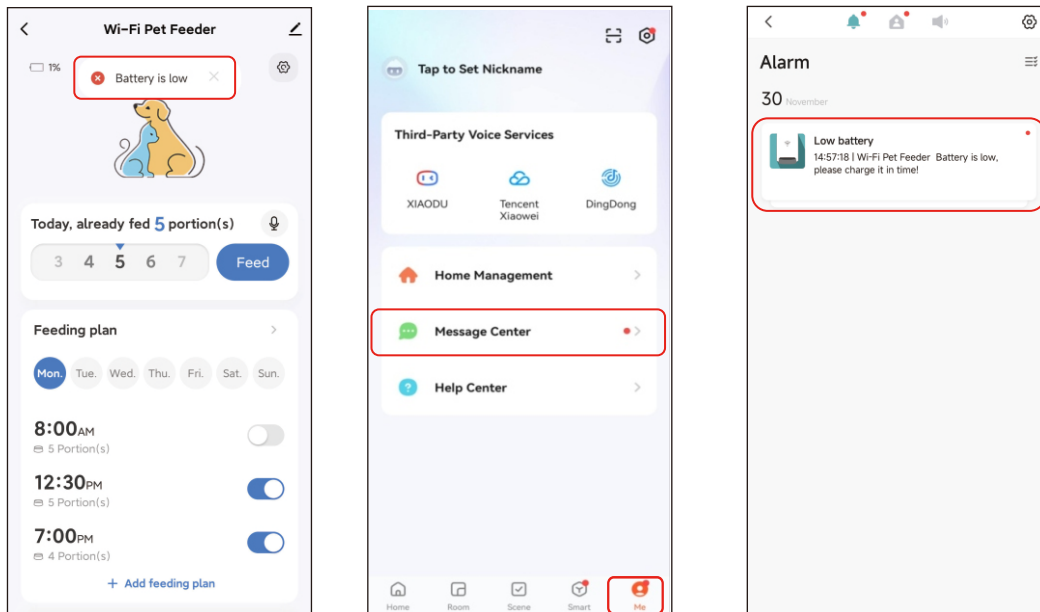 Wi-Fi Pet Feeder
1%
Battery is low
Today, already fed 5 portion(s)
3 4 5 6 7
Feed
Feeding plan
Mon. Tue. Wed. Thu. Fri. Sat. Sun.
8:00AM
5 Portion(s)
12:30PM
5 Portion(s)
7:00PM
4 Portion(s)
+ Add feeding plan
Tap to Set Nickname
Third-Party Voice Services
XIAODU
Tencent
Xiaowei
DingDong
Home Management
Message Center
Help Center
Home Room Scene Smart Me
Alarm
30 November
Low battery
14:57:18 | Wi-Fi Pet Feeder Battery is low,
please charge it in time!